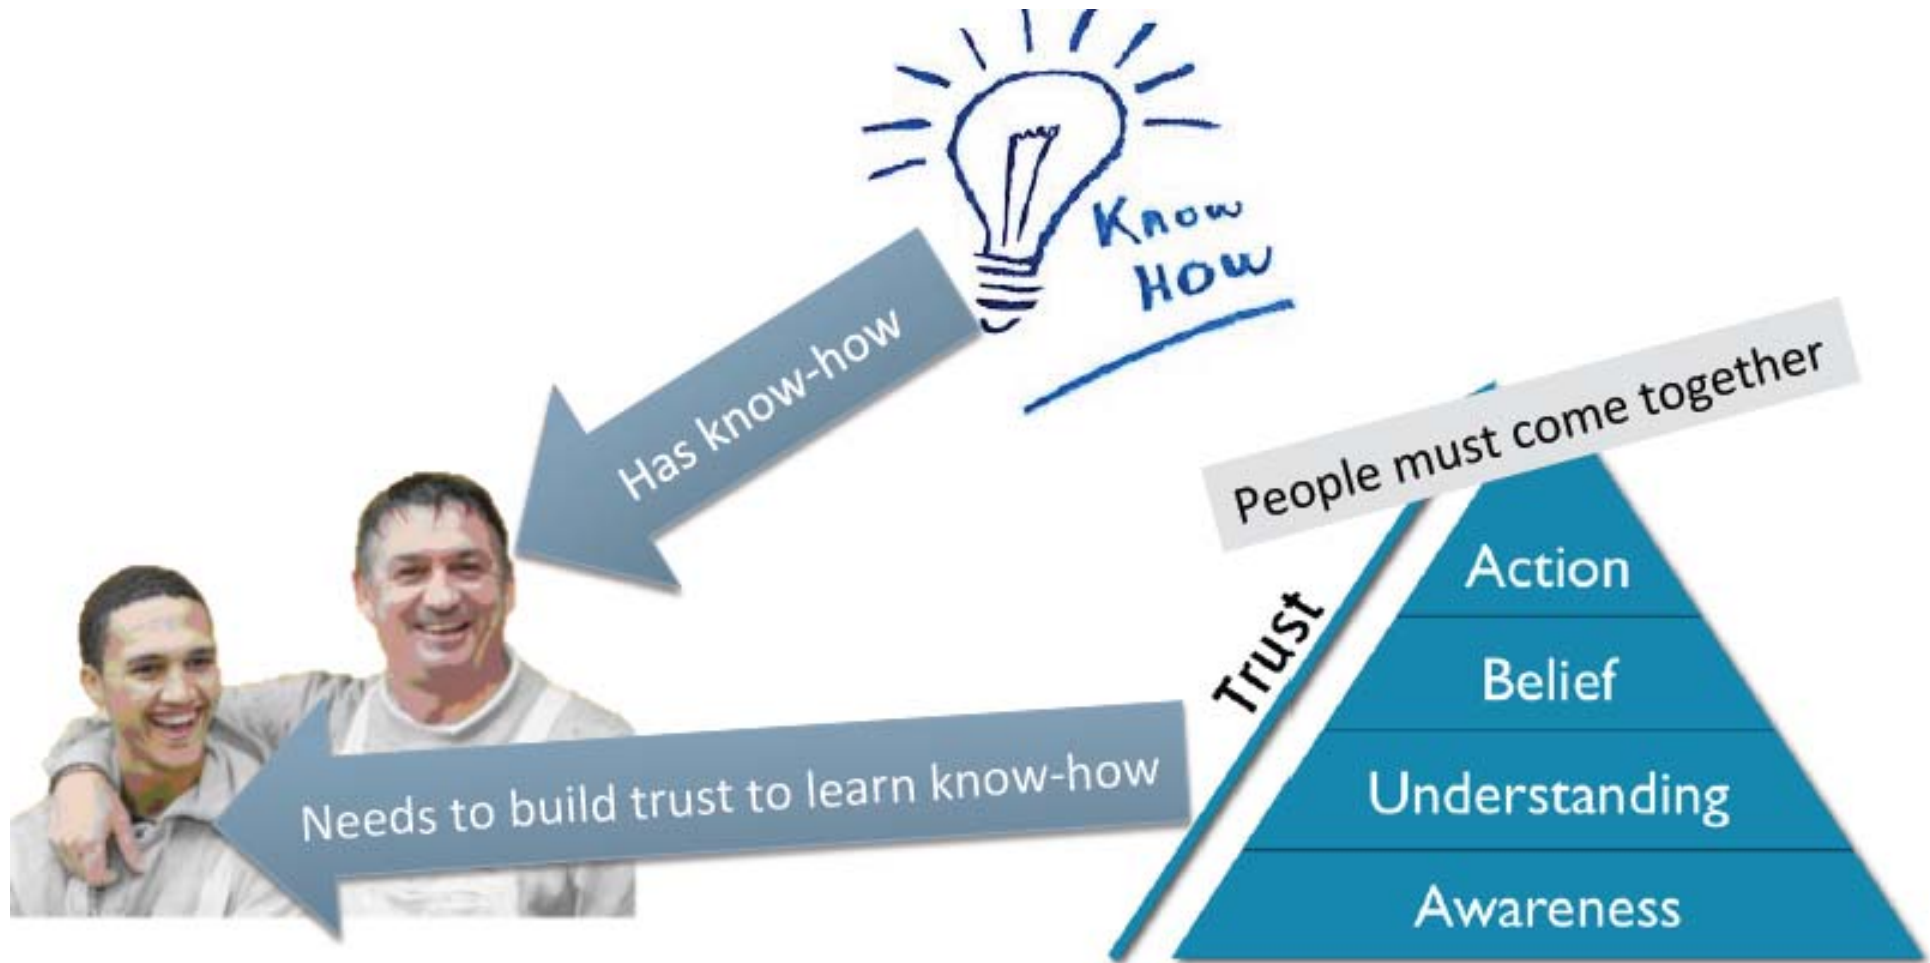 Know
How
Has know-how
People must come together
Trust
Action
Belief
Understanding
Awareness
Needs to build trust to learn know-how